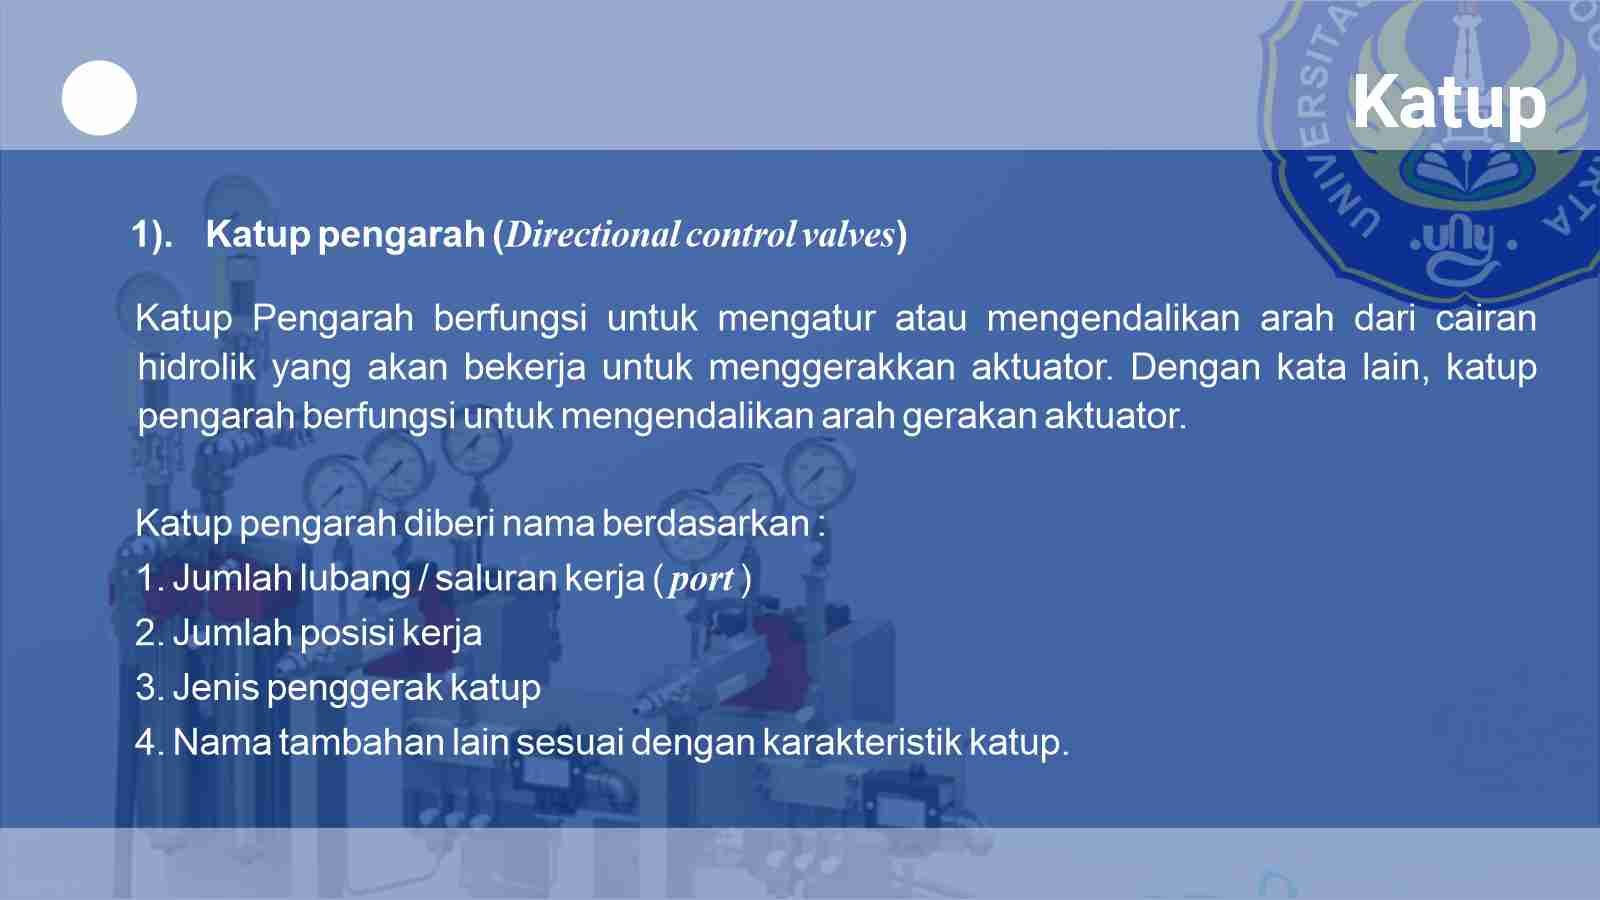 Katup
UNIVERSITAS
uny
1). Katup pengarah (Directional control valves)
Katup Pengarah berfungsi untuk mengatur atau mengendalikan arah dari cairan
hidrolik yang akan bekerja untuk menggerakkan aktuator. Dengan kata lain, katup
pengarah berfungsi untuk mengendalikan arah gerakan aktuator.
Katup pengarah diberi nama berdasarkan :
1. Jumlah lubang / saluran kerja ( port )
2. Jumlah posisi kerja
3. Jenis penggerak katup
4. Nama tambahan lain sesuai dengan karakteristik katup.